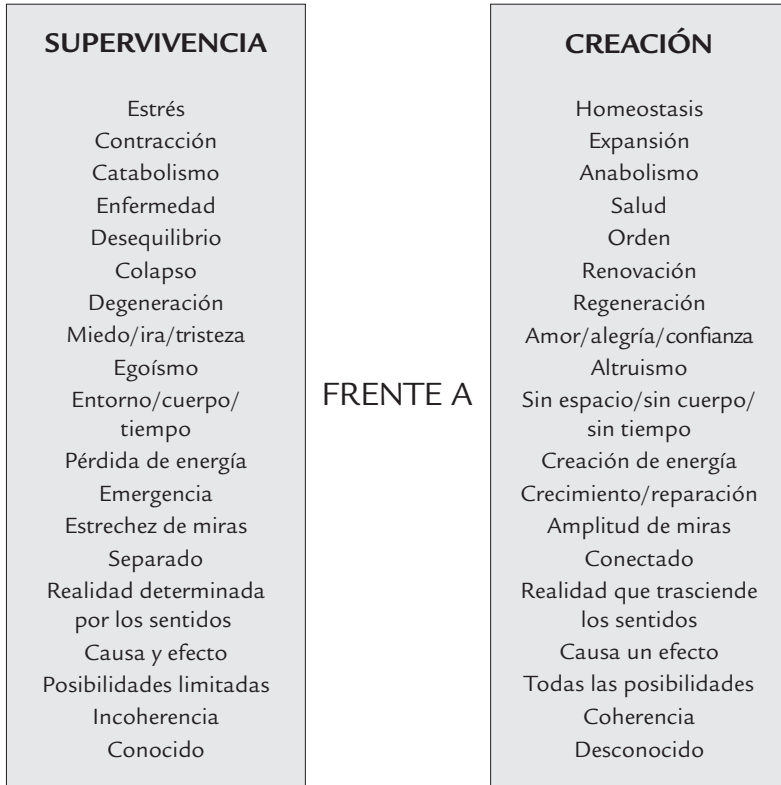 SUPERVIVENCIA
Estrés
Contracción
Catabolismo
Enfermedad
Desequilibrio
Colapso
Degeneración
Miedo/ira/tristeza
Egoísmo
Entorno/cuerpo/
tiempo
Pérdida de energía
Emergencia
Estrechez de miras
Separado
Realidad determinada
por los sentidos
Causa y efecto
Posibilidades limitadas
Incoherencia
Conocido
FRENTE A
CREACIÓN
Homeostasis
Expansión
Anabolismo
Salud
Orden
Renovación
Regeneración
Amor/alegría/confianza
Altruismo
Sin espacio/sin cuerpo/
sin tiempo
Creación de energía
Crecimiento/reparación
Amplitud de miras
Conectado
Realidad que trasciende
los sentidos
Causa un efecto
Todas las posibilidades
Coherencia
Desconocido